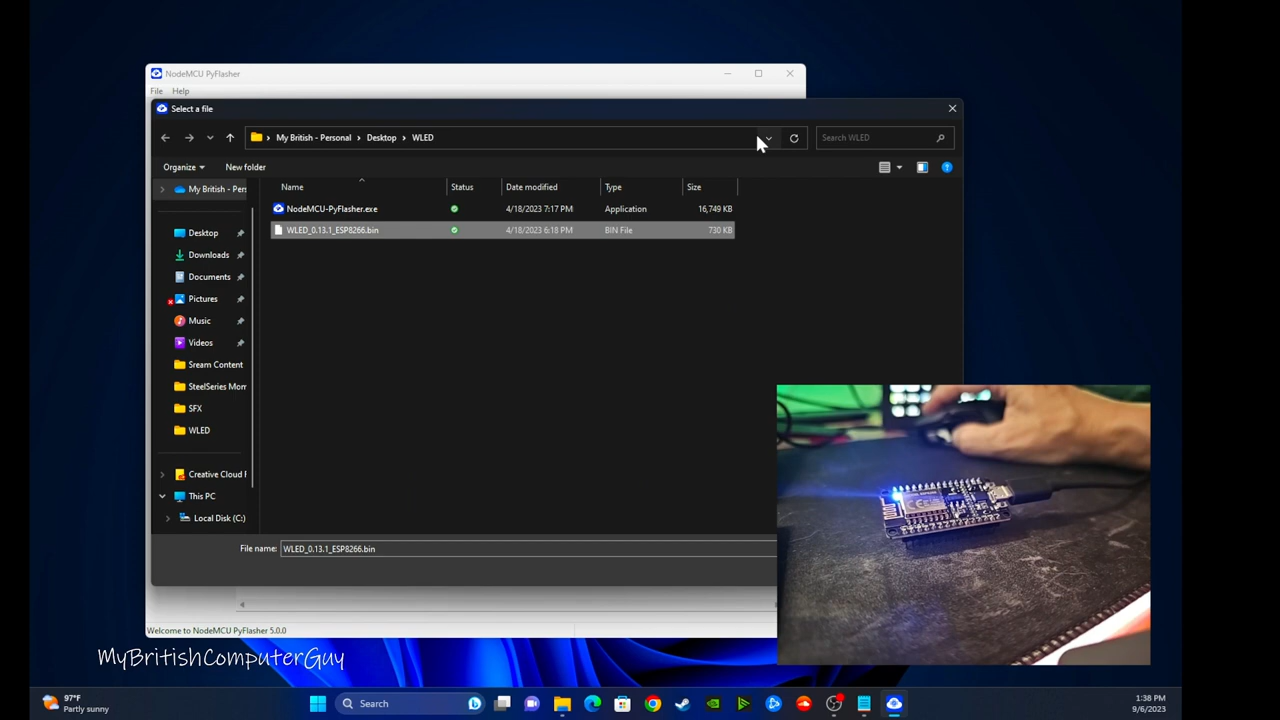 NodeMCU PyFlasher
File Help
Select a file
My British - Personal > Desktop > WLED
Search WLED
Organize New folder
Name Status Date modified Type Size
My British - Pers
NodeMCU-PyFlasher.exe 4/18/2023 7:17 PM Application 16,749 KB
WLED_0.13.1_ESP8266.bin 4/18/2023 6:18 PM BIN File 730 KB
Desktop
Downloads
Documents
Pictures
Music
Videos
Sream Content
SteelSeries Mom
SFX
WLED
Creative Cloud F
This PC
Local Disk (C:)
File name: WLED_0.13.1_ESP8266.bin
Welcome to NodeMCU PyFlasher 5.0.0
MyBritishComputerGuy
97°F
Partly sunny
Search
1:38 PM
9/6/2023